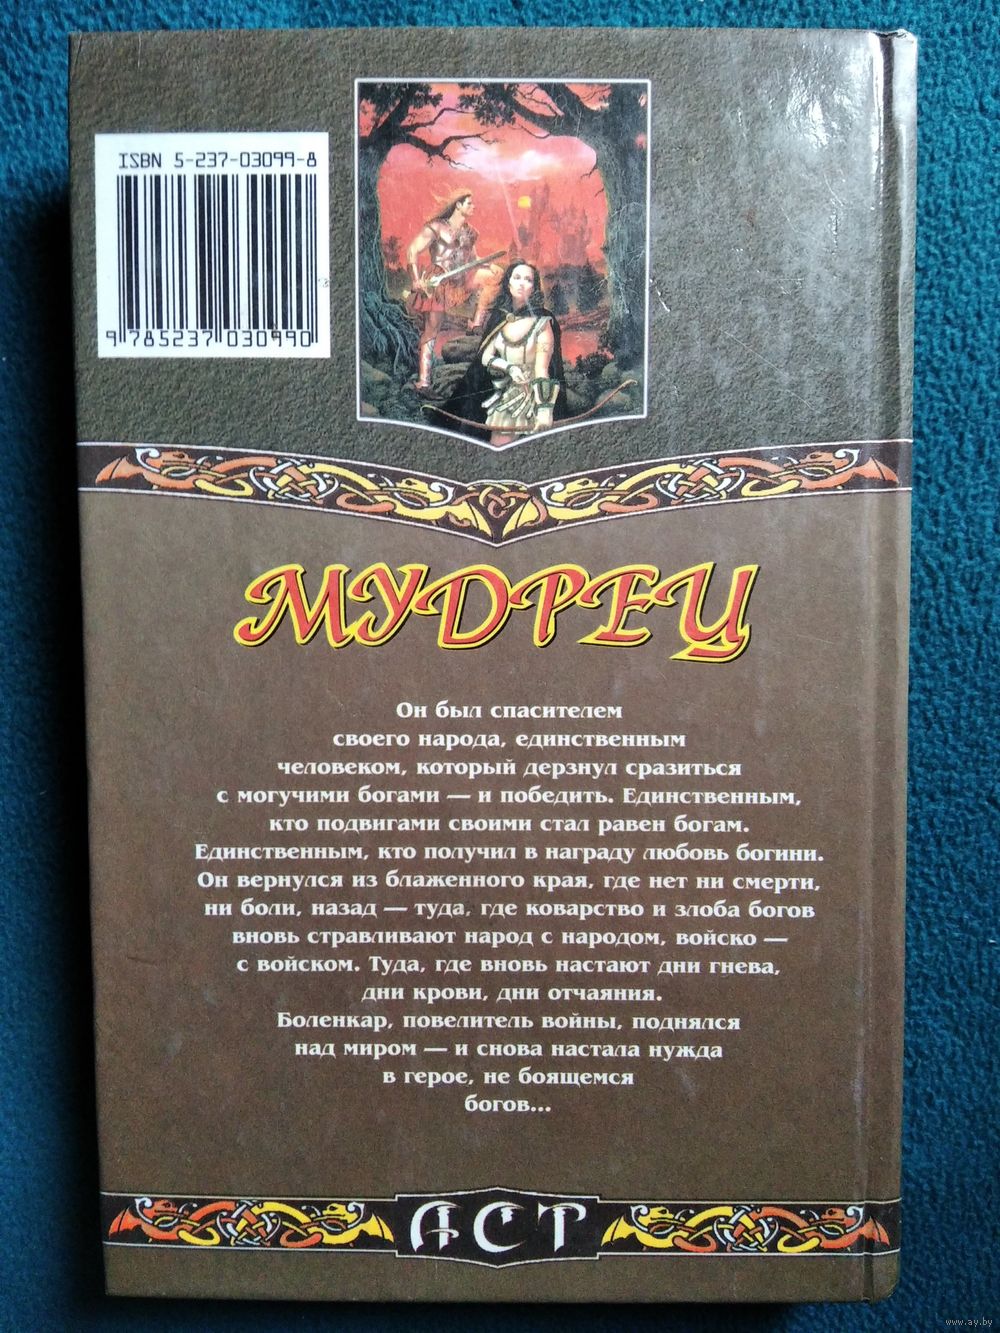 ISBN 5-237-03099-8
9 785237 030990
МУДРЕЦ
Он был спасителем
своего народа, единственным
человеком, который дерзнул сразиться
с могучими богами — и победить. Единственным,
кто подвигами своими стал равен богам.
Единственным, кто получил в награду любовь богини.
Он вернулся из блаженного края, где нет ни смерти,
ни боли, назад — туда, где коварство и злоба богов
вновь стравливают народ с народом, войско —
с войском. Туда, где вновь настают дни гнева,
дни крови, дни отчаяния.
Боленкар, повелитель войны, поднялся
над миром — и снова настала нужда
в герое, не боящемся
богов...
АСТ
www.ay.by